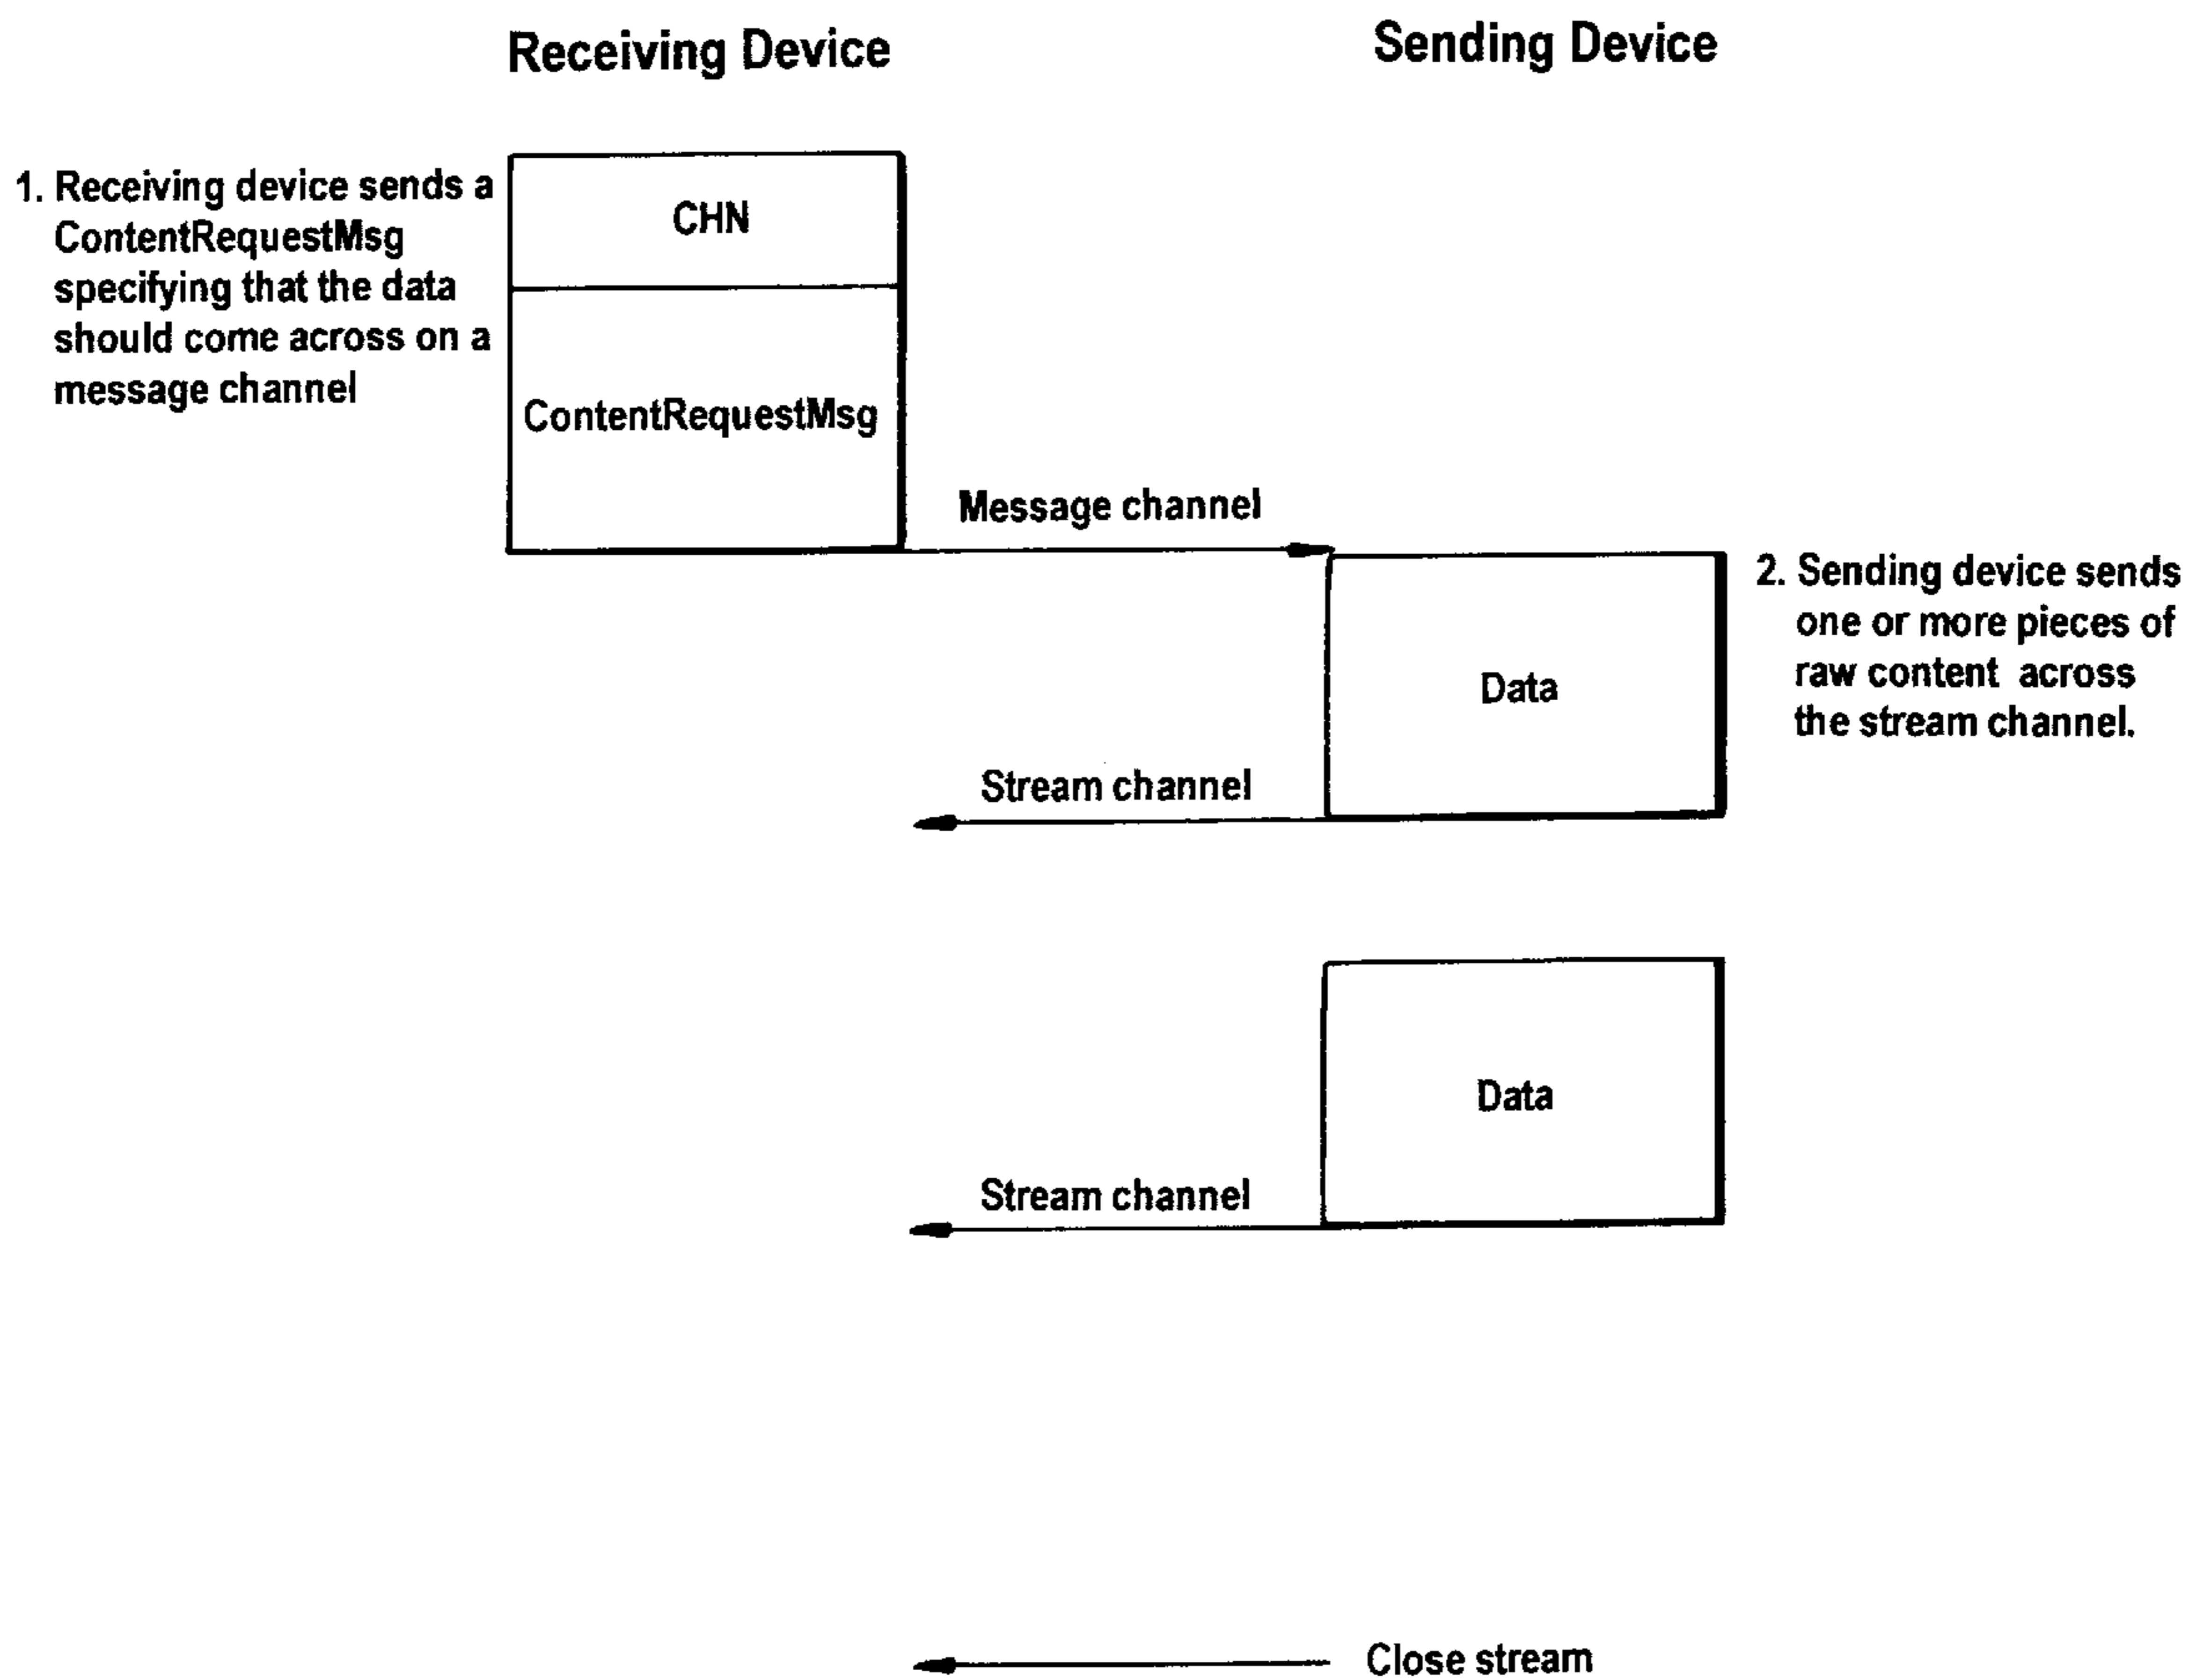 Receiving Device
Sending Device
1. Receiving device sends a
ContentRequestMsg
specifying that the data
should come across on a
message channel
CHN
ContentRequestMsg
Message channel
2. Sending device sends
one or more pieces of
raw content across
the stream channel.
Data
Stream channel
Data
Stream channel
Close stream